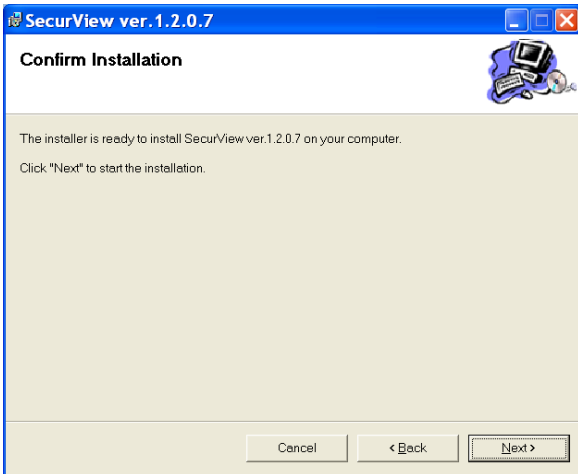 SecurView ver.1.2.0.7
Confirm Installation
The installer is ready to install SecurView ver.1.2.0.7 on your computer.
Click "Next" to start the installation.
Cancel
< Back
Next >